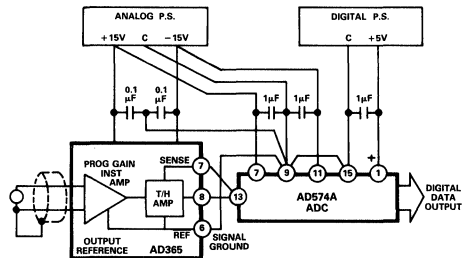 ANALOG P.S.
+15V C -15V
DIGITAL P.S.
C +5V
0.1 µF
0.1 µF
1µF
1µF
1µF
PROG GAIN
INST
AMP
SENSE
7
T/H
AMP
8
REF
6
OUTPUT
REFERENCE
AD365
SIGNAL
GROUND
13
7
9
11
15
+
1
AD574A
ADC
DIGITAL
DATA
OUTPUT